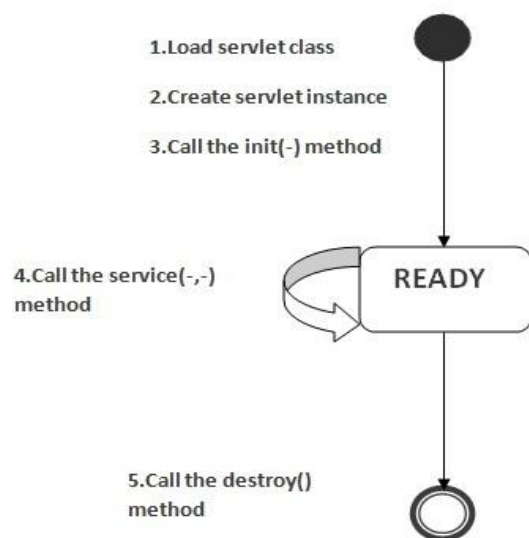 1.Load servlet class
2.Create servlet instance
3.Call the init(-) method
4.Call the service(-,-)
method
READY
5.Call the destroy()
method